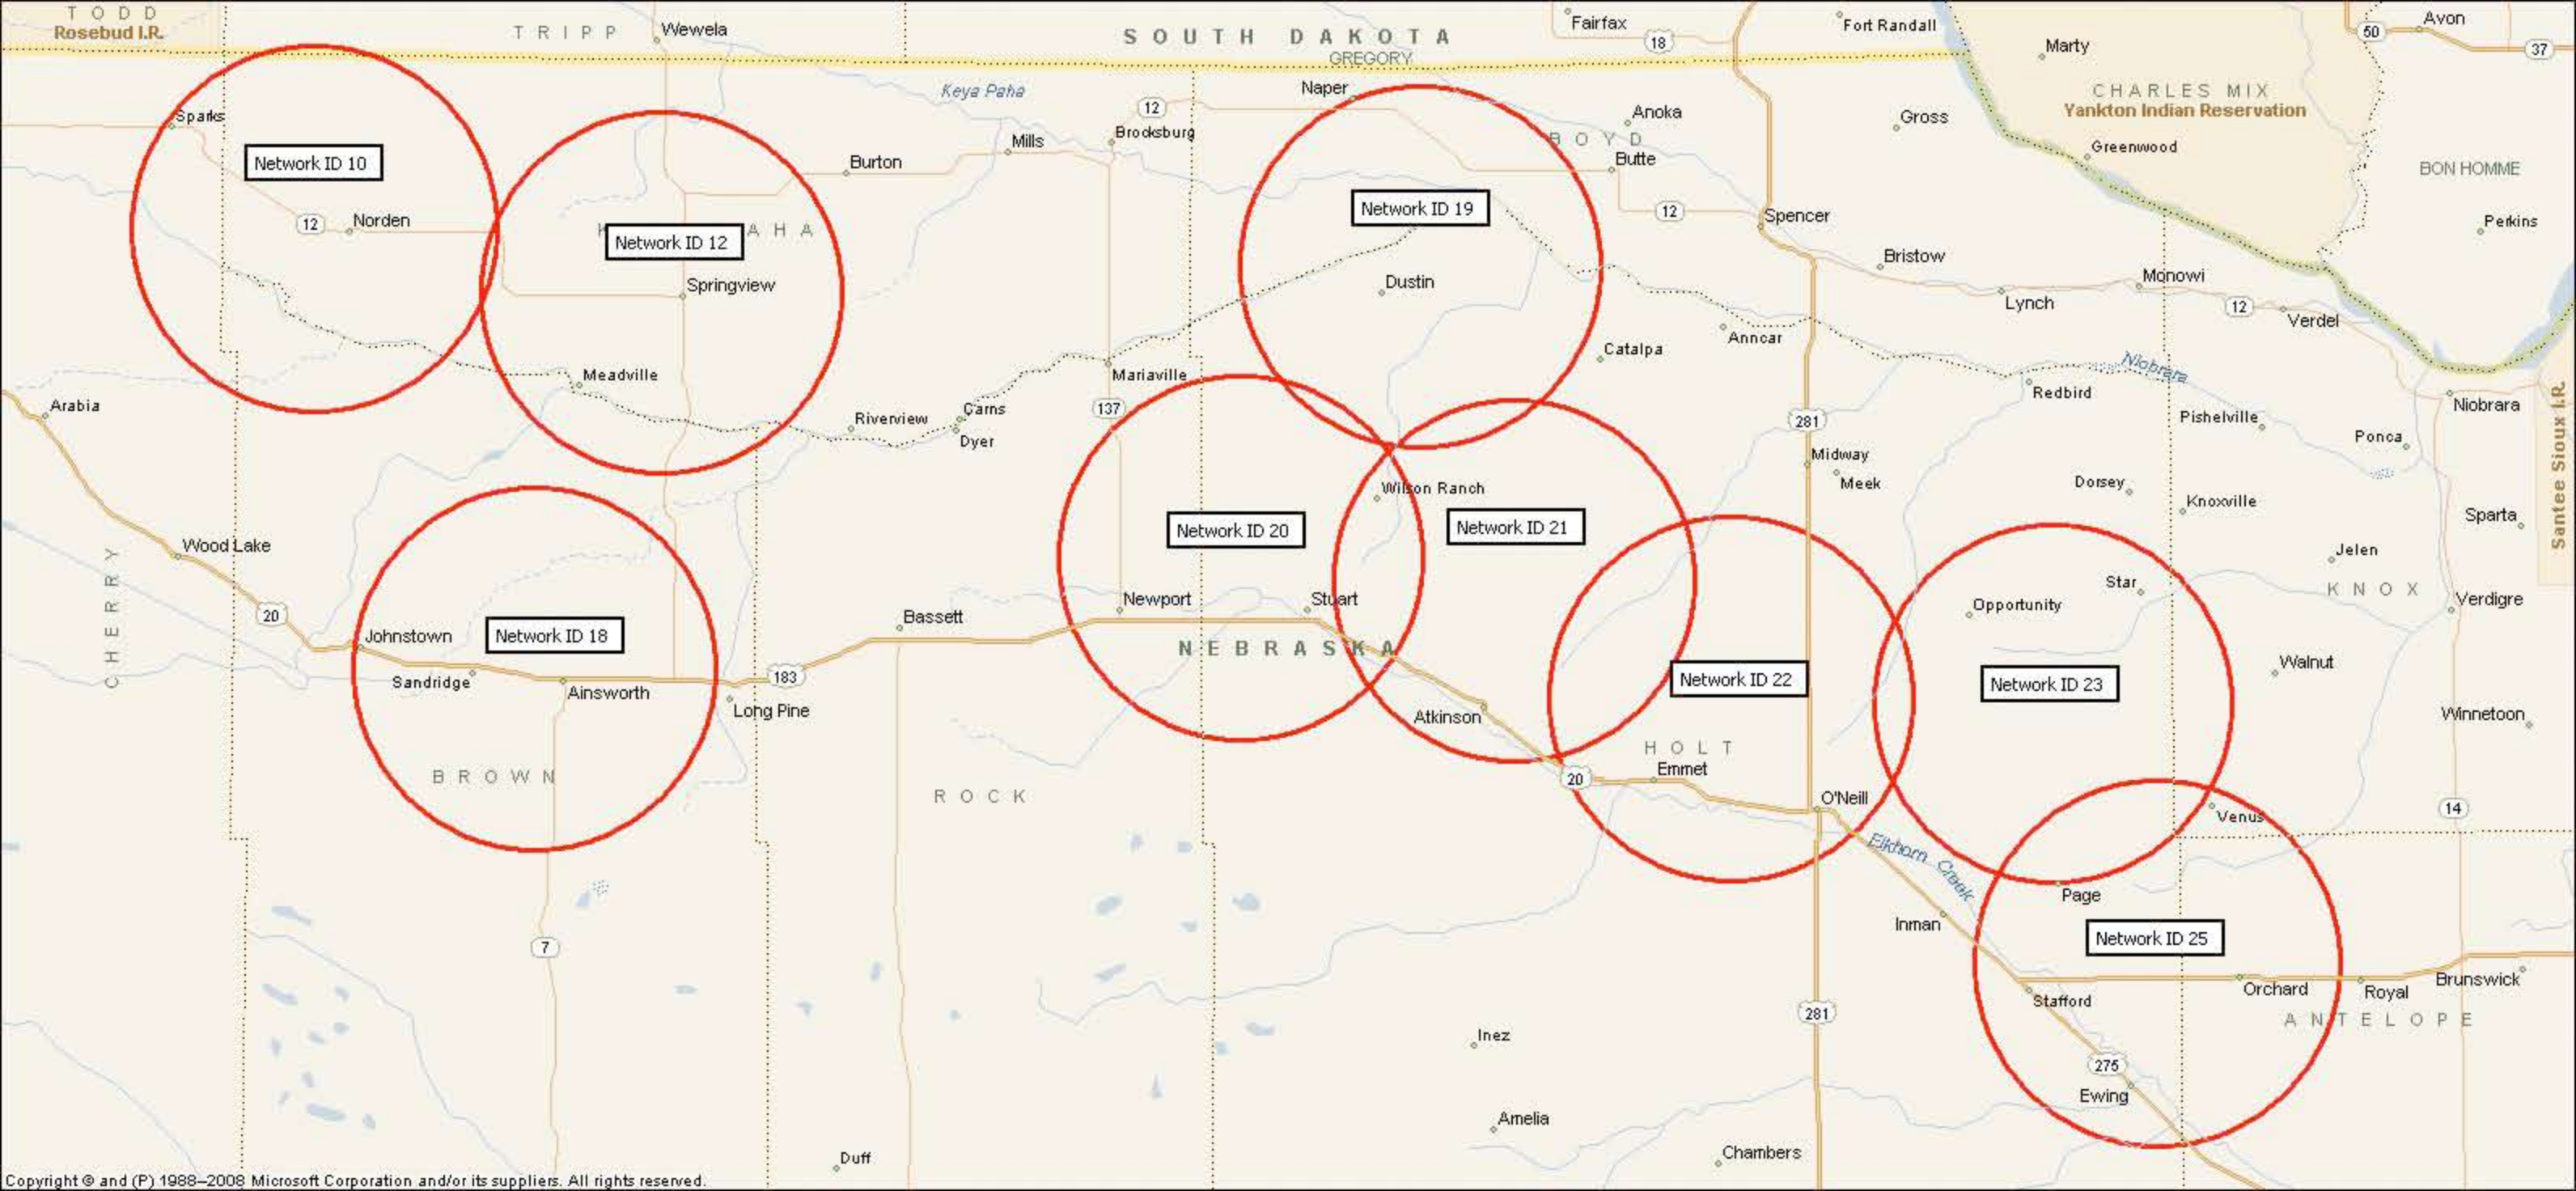 TODD
Rosebud I.R.
TRIPP
Wewela
SOUTH DAKOTA
GREGORY
Fairfax
18
Fort Randall
Marty
50
Avon
37
CHARLES MIX
Yankton Indian Reservation
Sparks
Keya Paha
12
Naper
Anoka
Gross
Brocksburg
Mills
BOYD
Greenwood
BON HOMME
Network ID 10
Burton
Butte
12
Norden
Network ID 12
AHA
Network ID 19
12
Spencer
Perkins
Springview
Dustin
Bristow
Monowi
Lynch
12
Verdel
Anncar
Catalpa
Meadville
Mariaville
Niobrara
Redbird
Arabia
137
Carns
Riverview
Dyer
281
Pishelville
Niobrara
Ponca
Santee Sioux I.R.
Midway
Meek
Wilson Ranch
Dorsey
Knoxville
Sparta
Network ID 20
Network ID 21
Wood Lake
CHERRY
Jelen
Star
KNOX
Newport
Stuart
Opportunity
Verdigre
20
Bassett
Johnstown
Network ID 18
NEBRASKA
Walnut
183
Sandridge
Ainsworth
Network ID 22
Network ID 23
Long Pine
Atkinson
Winnetoon
HOLT
BROWN
20
Emmet
ROCK
O'Neill
14
Venus
Elkhorn Creek
Page
Inman
Network ID 25
7
Brunswick
Stafford
Orchard
Royal
281
ANTELOPE
Inez
275
Ewing
Amelia
Duff
Chambers
Copyright © and (P) 1988–2008 Microsoft Corporation and/or its suppliers. All rights reserved.